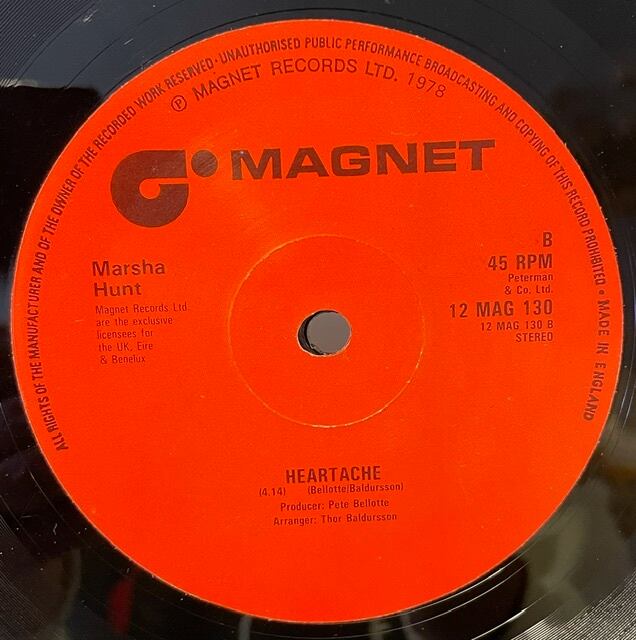 ALL RIGHTS OF THE MANUFACTURER AND OF THE OWNER OF THE RECORDED WORK RESERVED · UNAUTHORISED PUBLIC PERFORMANCE BROADCASTING AND COPYING OF THIS RECORD PROHIBITED • MADE IN ENGLAND
℗ MAGNET RECORDS LTD. 1978
MAGNET
Marsha
Hunt
Magnet Records Ltd.
are the exclusive
licensees for
the UK, Eire
& Benelux
B
45 RPM
Peterman
& Co. Ltd.
12 MAG 130
12 MAG 130 B
STEREO
HEARTACHE
(4.14) (Bellotte/Baldursson)
Producer: Pete Bellotte
Arranger: Thor Baldursson